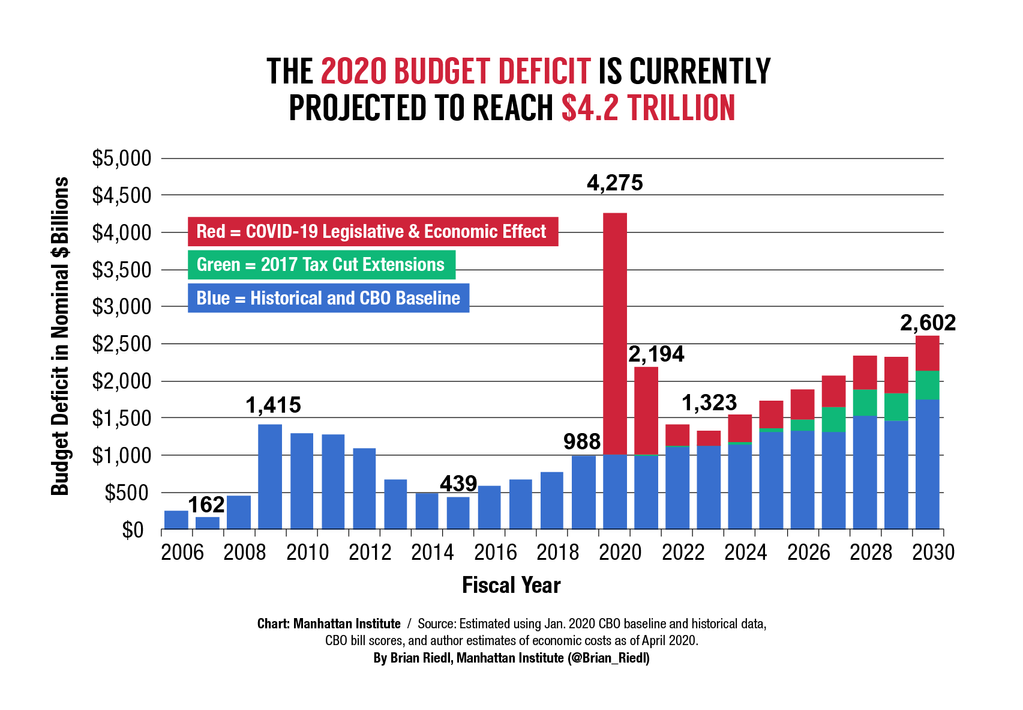 THE 2020 BUDGET DEFICIT IS CURRENTLY
PROJECTED TO REACH $4.2 TRILLION
Budget Deficit in Nominal $Billions
$5,000
$4,500
$4,000
$3,500
$3,000
$2,500
$2,000
$1,500
$1,000
$500
$0
Red = COVID-19 Legislative & Economic Effect
Green = 2017 Tax Cut Extensions
Blue = Historical and CBO Baseline
162
1,415
439
988
4,275
2,194
1,323
2,602
2006 2008 2010 2012 2014 2016 2018 2020 2022 2024 2026 2028 2030
Fiscal Year
Chart: Manhattan Institute / Source: Estimated using Jan. 2020 CBO baseline and historical data,
CBO bill scores, and author estimates of economic costs as of April 2020.
By Brian Riedl, Manhattan Institute (@Brian_Riedl)